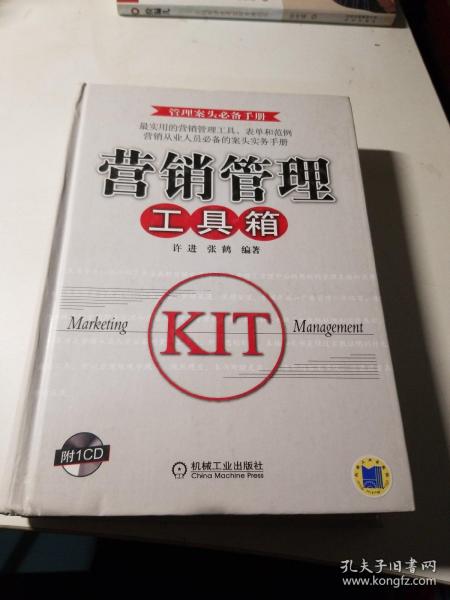 管理案头必备手册
最实用的营销管理工具、表单和范例
营销从业人员必备的案头实务手册
营销管理
工具箱
许进 张鹤 编著
Marketing KIT Management
附1CD
机械工业出版社
China Machine Press
孔夫子旧书网
www.kongfz.com